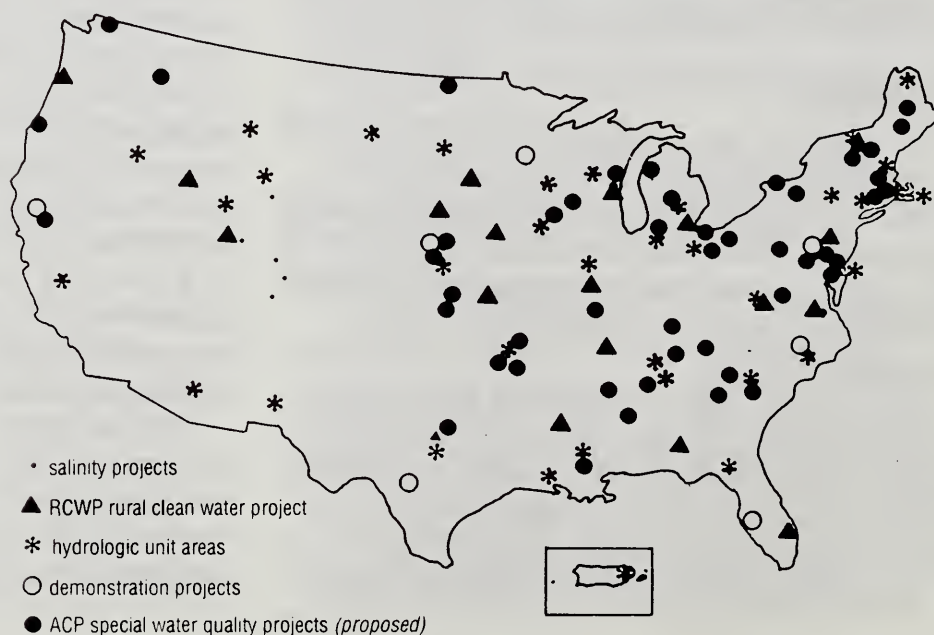 salinity projects
RCWP rural clean water project
hydrologic unit areas
demonstration projects
ACP special water quality projects (proposed)